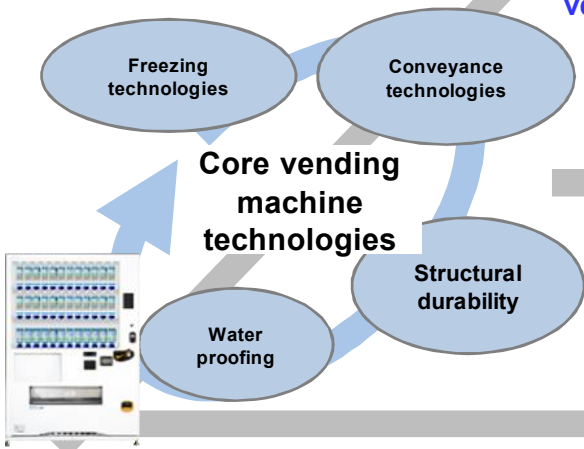 Freezing
technologies
Conveyance
technologies
Core vending
machine
technologies
Structural
durability
Water
proofing